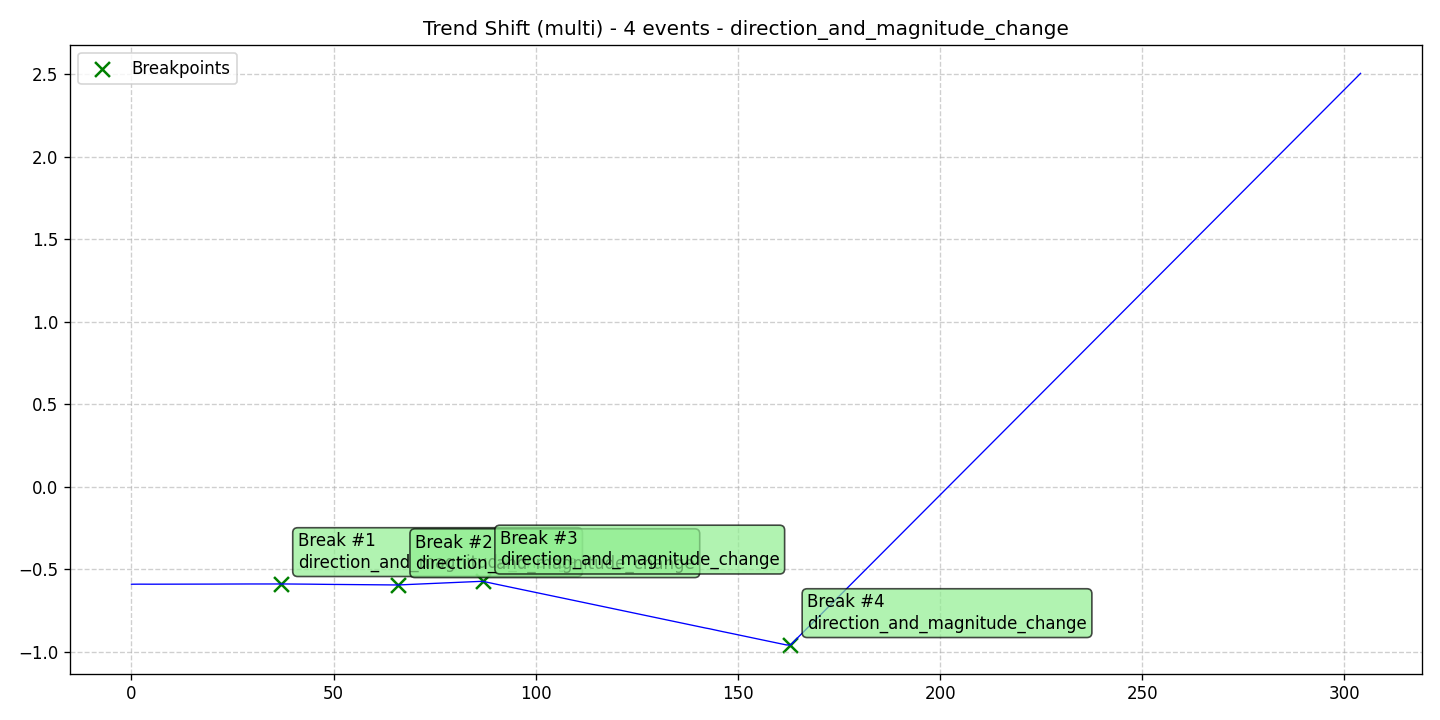 Trend Shift (multi) - 4 events - direction_and_magnitude_change
Breakpoints
2.5
2.0
1.5
1.0
0.5
0.0
−0.5
−1.0
Break #1
direction_and_magnitude_change
Break #2
direction_and_magnitude_change
Break #3
direction_and_magnitude_change
Break #4
direction_and_magnitude_change
0
50
100
150
200
250
300